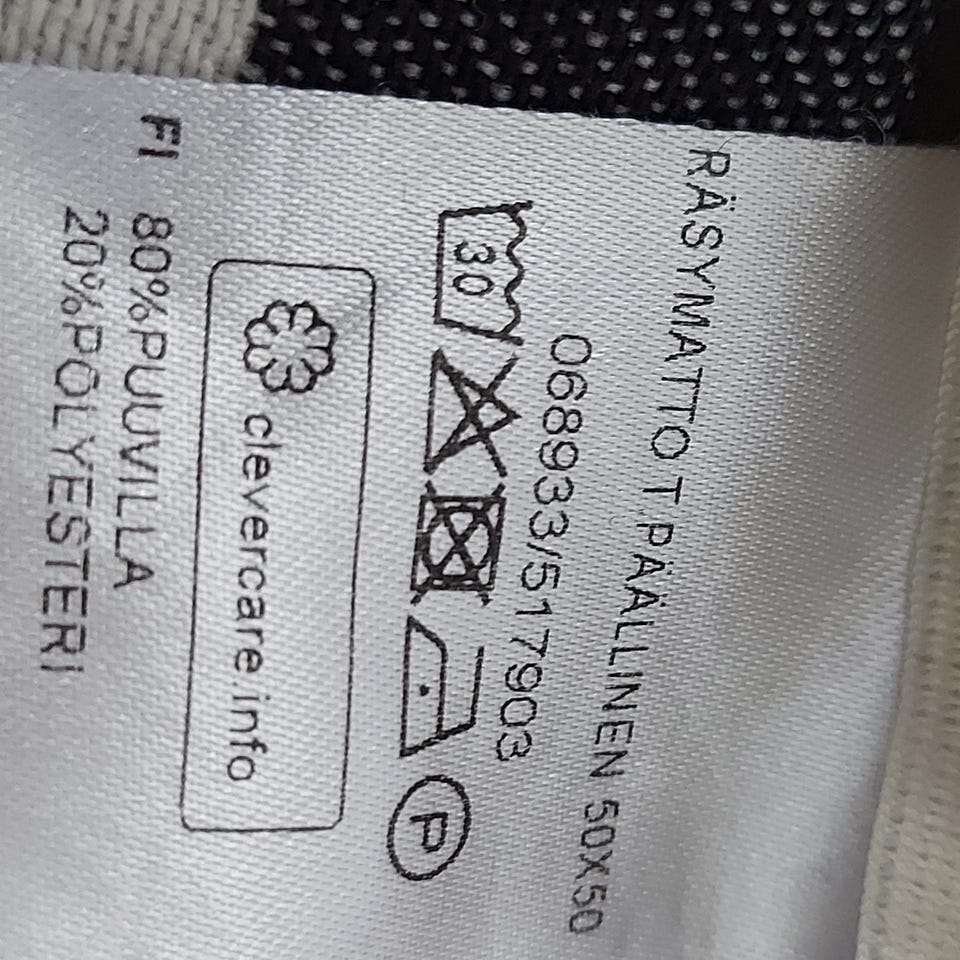 RÄSYMATTO T.PÄÄLLINEN 50X50
068933/517903
30
P
clevercare.info
FI 80%PUUVILLA
20%POLYESTERI